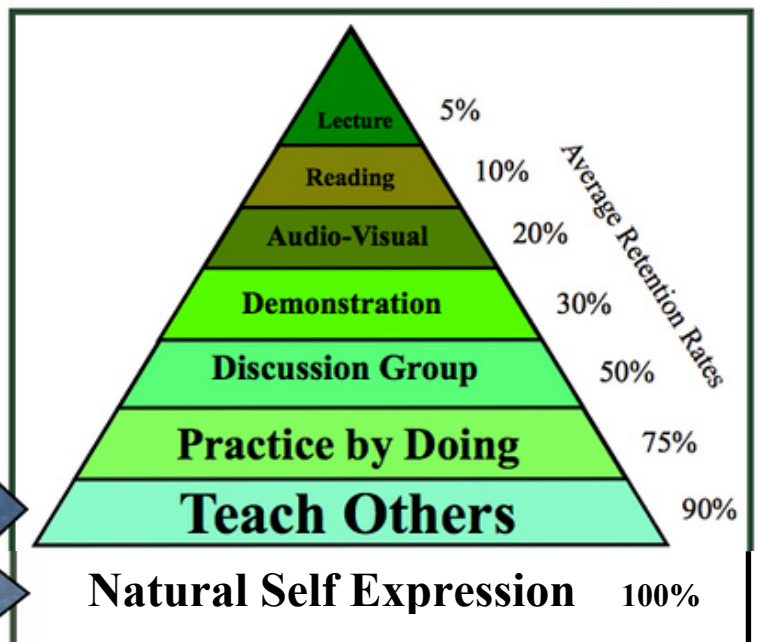 Lecture 5%
Reading 10%
Audio-Visual 20%
Demonstration 30%
Discussion Group 50%
Practice by Doing 75%
Teach Others 90%
Average Retention Rates
Natural Self Expression 100%